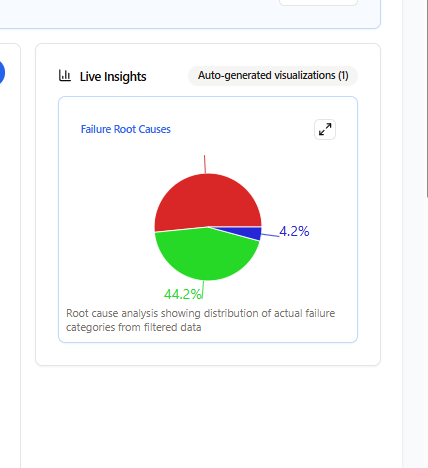 Live Insights
Auto-generated visualizations (1)
Failure Root Causes
4.2%
44.2%
Root cause analysis showing distribution of actual failure
categories from filtered data